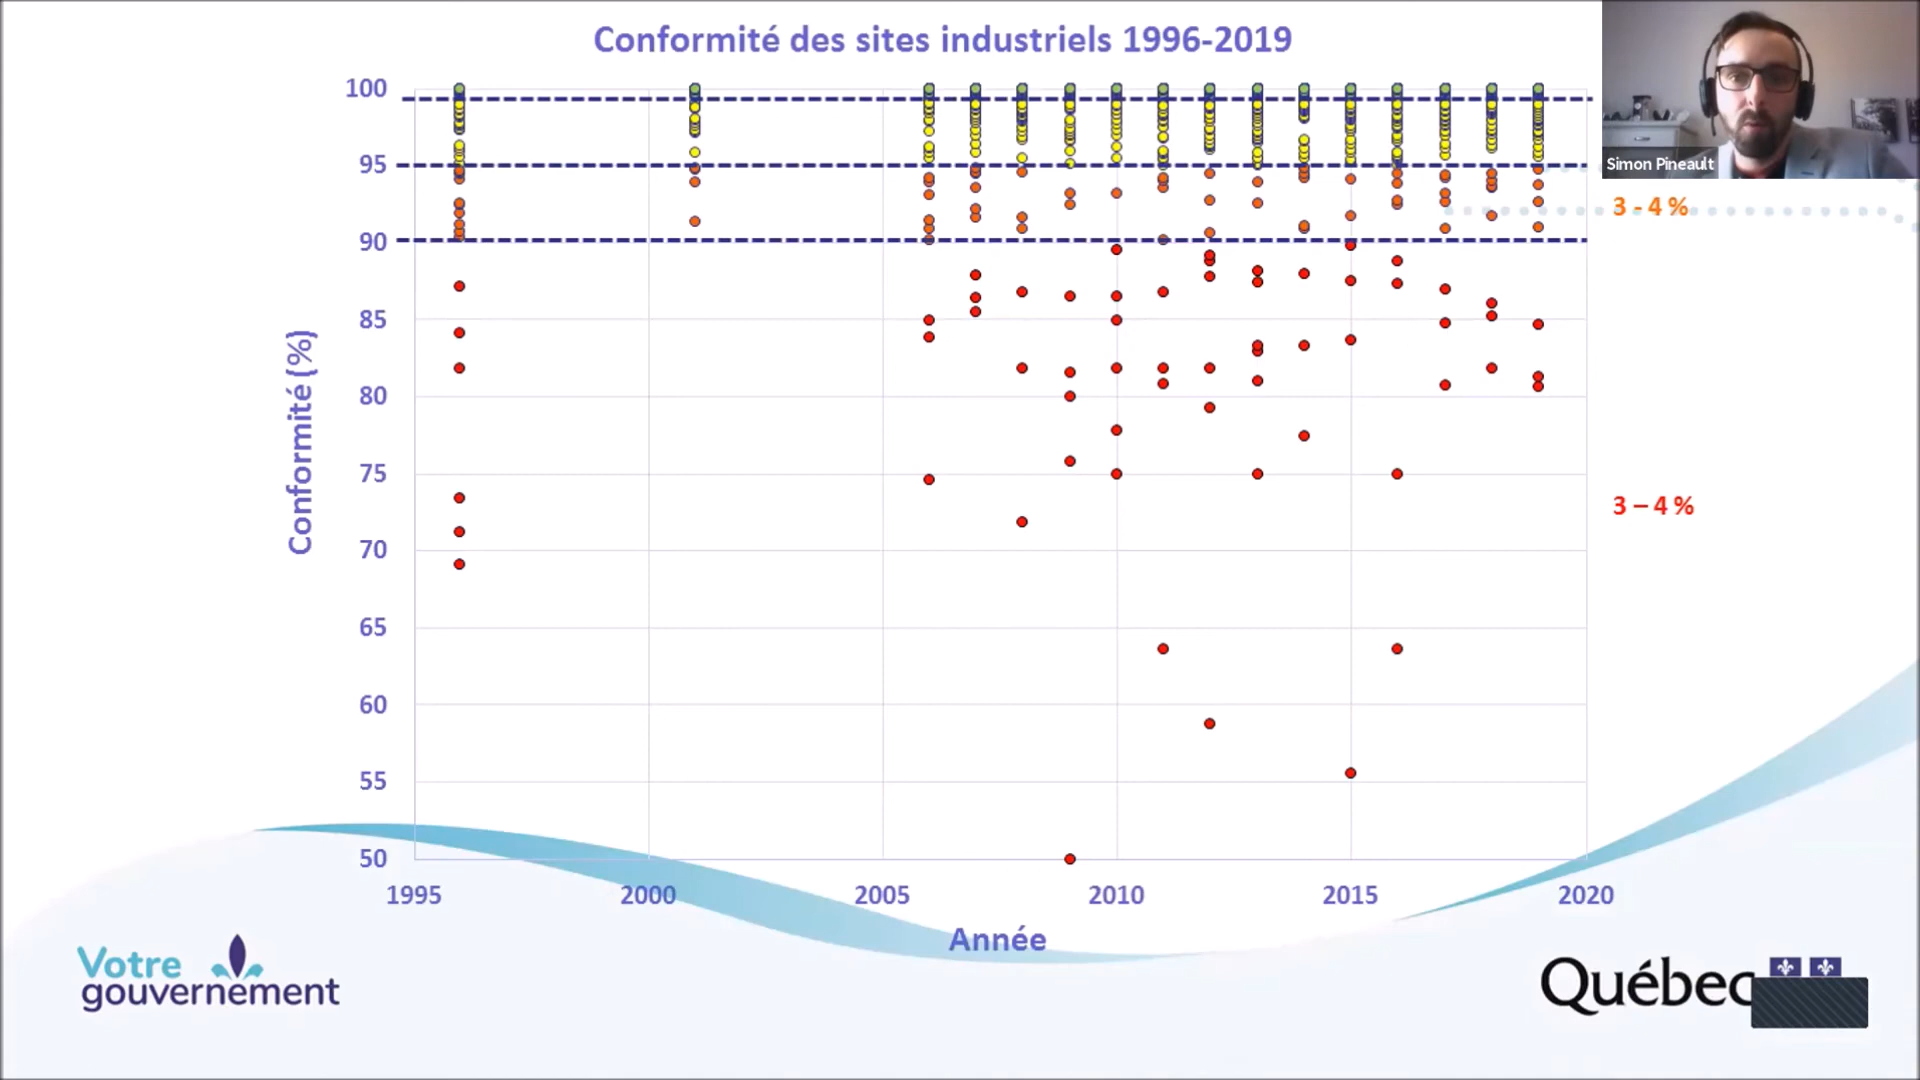 Conformité des sites industriels 1996-2019
Simon Pineault
100
95
90
85
80
75
70
65
60
55
50
Conformité (%)
3 - 4 %
3 – 4 %
1995
2000
2005
2010
2015
2020
Année
Votre
gouvernement
Québec